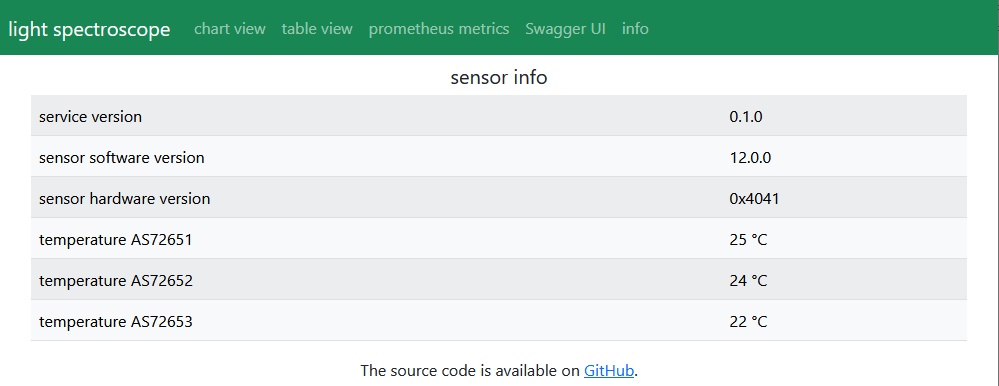 light spectroscope chart view table view prometheus metrics Swagger UI info
sensor info
service version 0.1.0
sensor software version 12.0.0
sensor hardware version 0x4041
temperature AS72651 25 °C
temperature AS72652 24 °C
temperature AS72653 22 °C
The source code is available on GitHub.